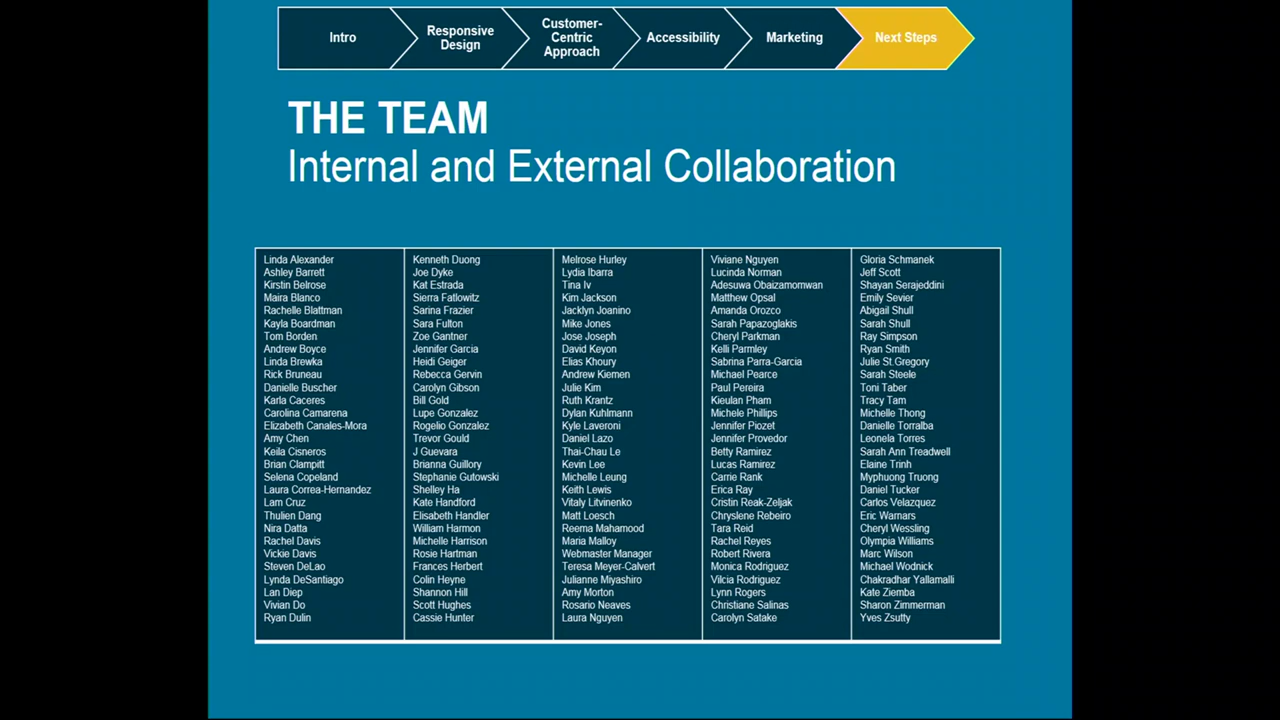 Intro
Responsive
Design
Customer-
Centric
Approach
Accessibility
Marketing
Next Steps
THE TEAM
Internal and External Collaboration
Linda Alexander
Ashley Barrett
Kirstin Belrose
Maira Blanco
Rachelle Blattman
Kayla Boardman
Tom Borden
Andrew Boyce
Linda Brewka
Rick Bruneau
Danielle Buscher
Karla Caceres
Carolina Camarena
Elizabeth Canales-Mora
Amy Chen
Keila Cisneros
Brian Clampitt
Selena Copeland
Laura Correa-Hernandez
Lam Cruz
Thulien Dang
Nira Datta
Rachel Davis
Vickie Davis
Steven DeLao
Lynda DeSantiago
Lan Diep
Vivian Do
Ryan Dulin
Kenneth Duong
Joe Dyke
Kat Estrada
Sierra Fatlowitz
Sarina Frazier
Sara Fulton
Zoe Gantner
Jennifer Garcia
Heidi Geiger
Rebecca Gervin
Carolyn Gibson
Bill Gold
Lupe Gonzalez
Rogelio Gonzalez
Trevor Gould
J Guevara
Brianna Guillory
Stephanie Gutowski
Shelley Ha
Kate Handford
Elisabeth Handler
William Harmon
Michelle Harrison
Rosie Hartman
Frances Herbert
Colin Heyne
Shannon Hill
Scott Hughes
Cassie Hunter
Melrose Hurley
Lydia Ibarra
Tina Iv
Kim Jackson
Jacklyn Joanino
Mike Jones
Jose Joseph
David Keyon
Elias Khoury
Andrew Kiemen
Julie Kim
Ruth Krantz
Dylan Kuhlmann
Kyle Laveroni
Daniel Lazo
Thai-Chau Le
Kevin Lee
Michelle Leung
Keith Lewis
Vitaly Litvinenko
Matt Loesch
Reema Mahamood
Maria Malloy
Webmaster Manager
Teresa Meyer-Calvert
Julianne Miyashiro
Amy Morton
Rosario Neaves
Laura Nguyen
Viviane Nguyen
Lucinda Norman
Adesuwa Obaizamomwan
Matthew Opsal
Amanda Orozco
Sarah Papazoglakis
Cheryl Parkman
Kelli Parmley
Sabrina Parra-Garcia
Michael Pearce
Paul Pereira
Kieulan Pham
Michele Phillips
Jennifer Piozet
Jennifer Provedor
Betty Ramirez
Lucas Ramirez
Carrie Rank
Erica Ray
Cristin Reak-Zeljak
Chryslene Rebeiro
Tara Reid
Rachel Reyes
Robert Rivera
Monica Rodriguez
Vilcia Rodriguez
Lynn Rogers
Christiane Salinas
Carolyn Satake
Gloria Schmanek
Jeff Scott
Shayan Serajeddini
Emily Sevier
Abigail Shull
Sarah Shull
Ray Simpson
Ryan Smith
Julie St.Gregory
Sarah Steele
Toni Taber
Tracy Tam
Michelle Thong
Danielle Torralba
Leonela Torres
Sarah Ann Treadwell
Elaine Trinh
Myphuong Truong
Daniel Tucker
Carlos Velazquez
Eric Warnars
Cheryl Wessling
Olympia Williams
Marc Wilson
Michael Wodnick
Chakradhar Yallamalli
Kate Ziemba
Sharon Zimmerman
Yves Zsutty